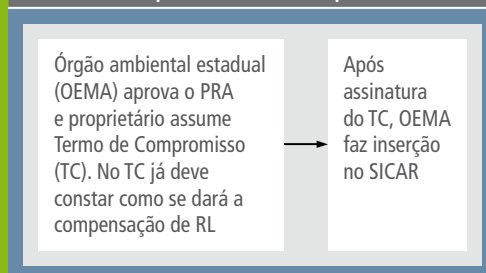 Órgão ambiental estadual
(OEMA) aprova o PRA
e proprietário assume
Termo de Compromisso
(TC). No TC já deve
constar como se dará a
compensação de RL
Após
assinatura
do TC, OEMA
faz inserção
no SICAR